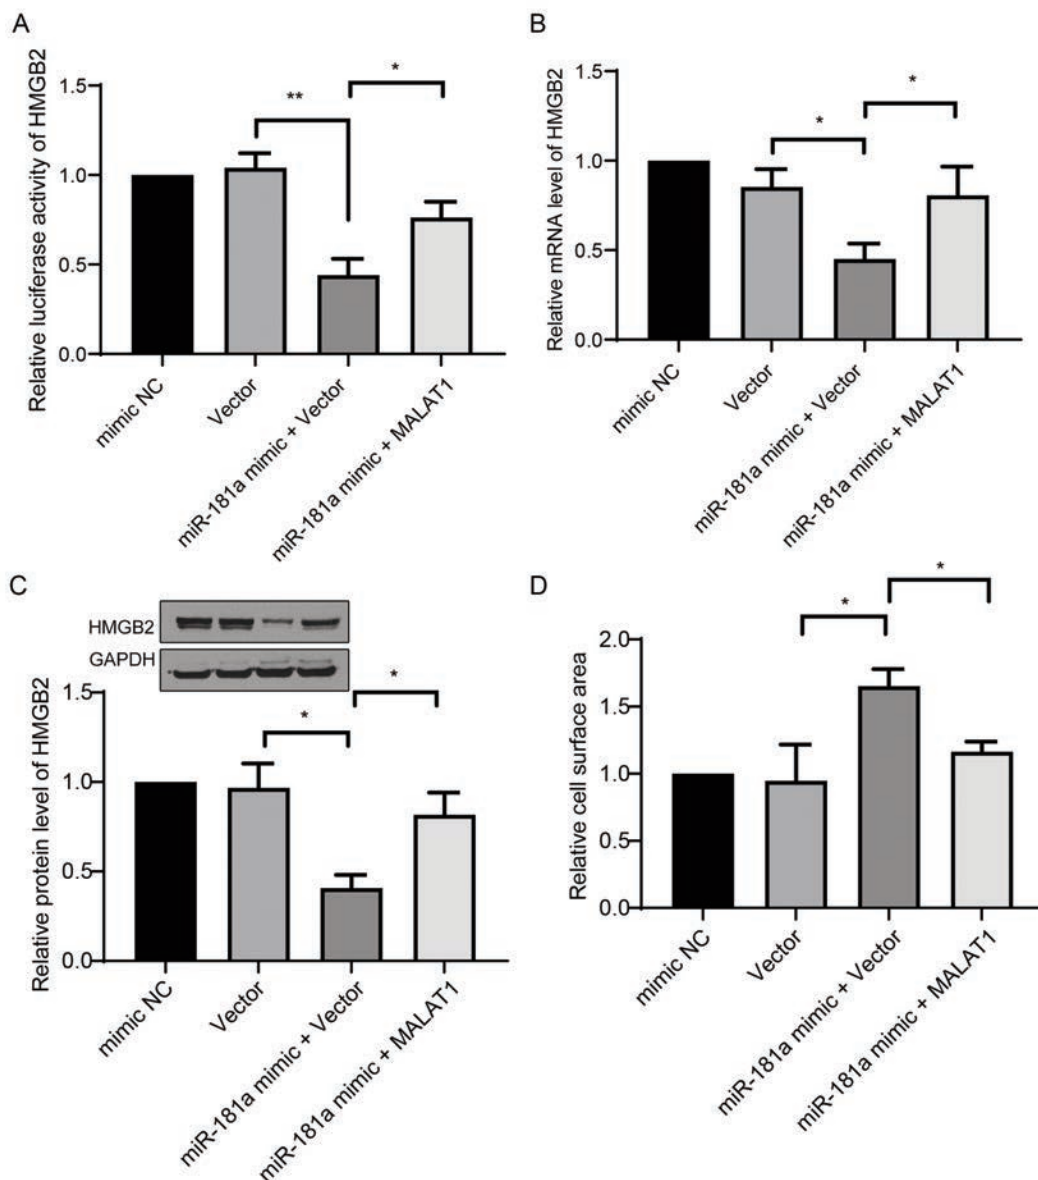 A
Relative luciferase activity of HMGB2
1.5
1.0
0.5
0.0
**
*
mimic NC
Vector
miR-181a mimic + Vector
miR-181a mimic + MALAT1
B
Relative mRNA level of HMGB2
1.5
1.0
0.5
0.0
*
*
mimic NC
Vector
miR-181a mimic + Vector
miR-181a mimic + MALAT1
C
HMGB2
GAPDH
Relative protein level of HMGB2
1.5
1.0
0.5
0.0
*
*
mimic NC
Vector
miR-181a mimic + Vector
miR-181a mimic + MALAT1
D
Relative cell surface area
2.0
1.5
1.0
0.5
0.0
*
*
mimic NC
Vector
miR-181a mimic + Vector
miR-181a mimic + MALAT1